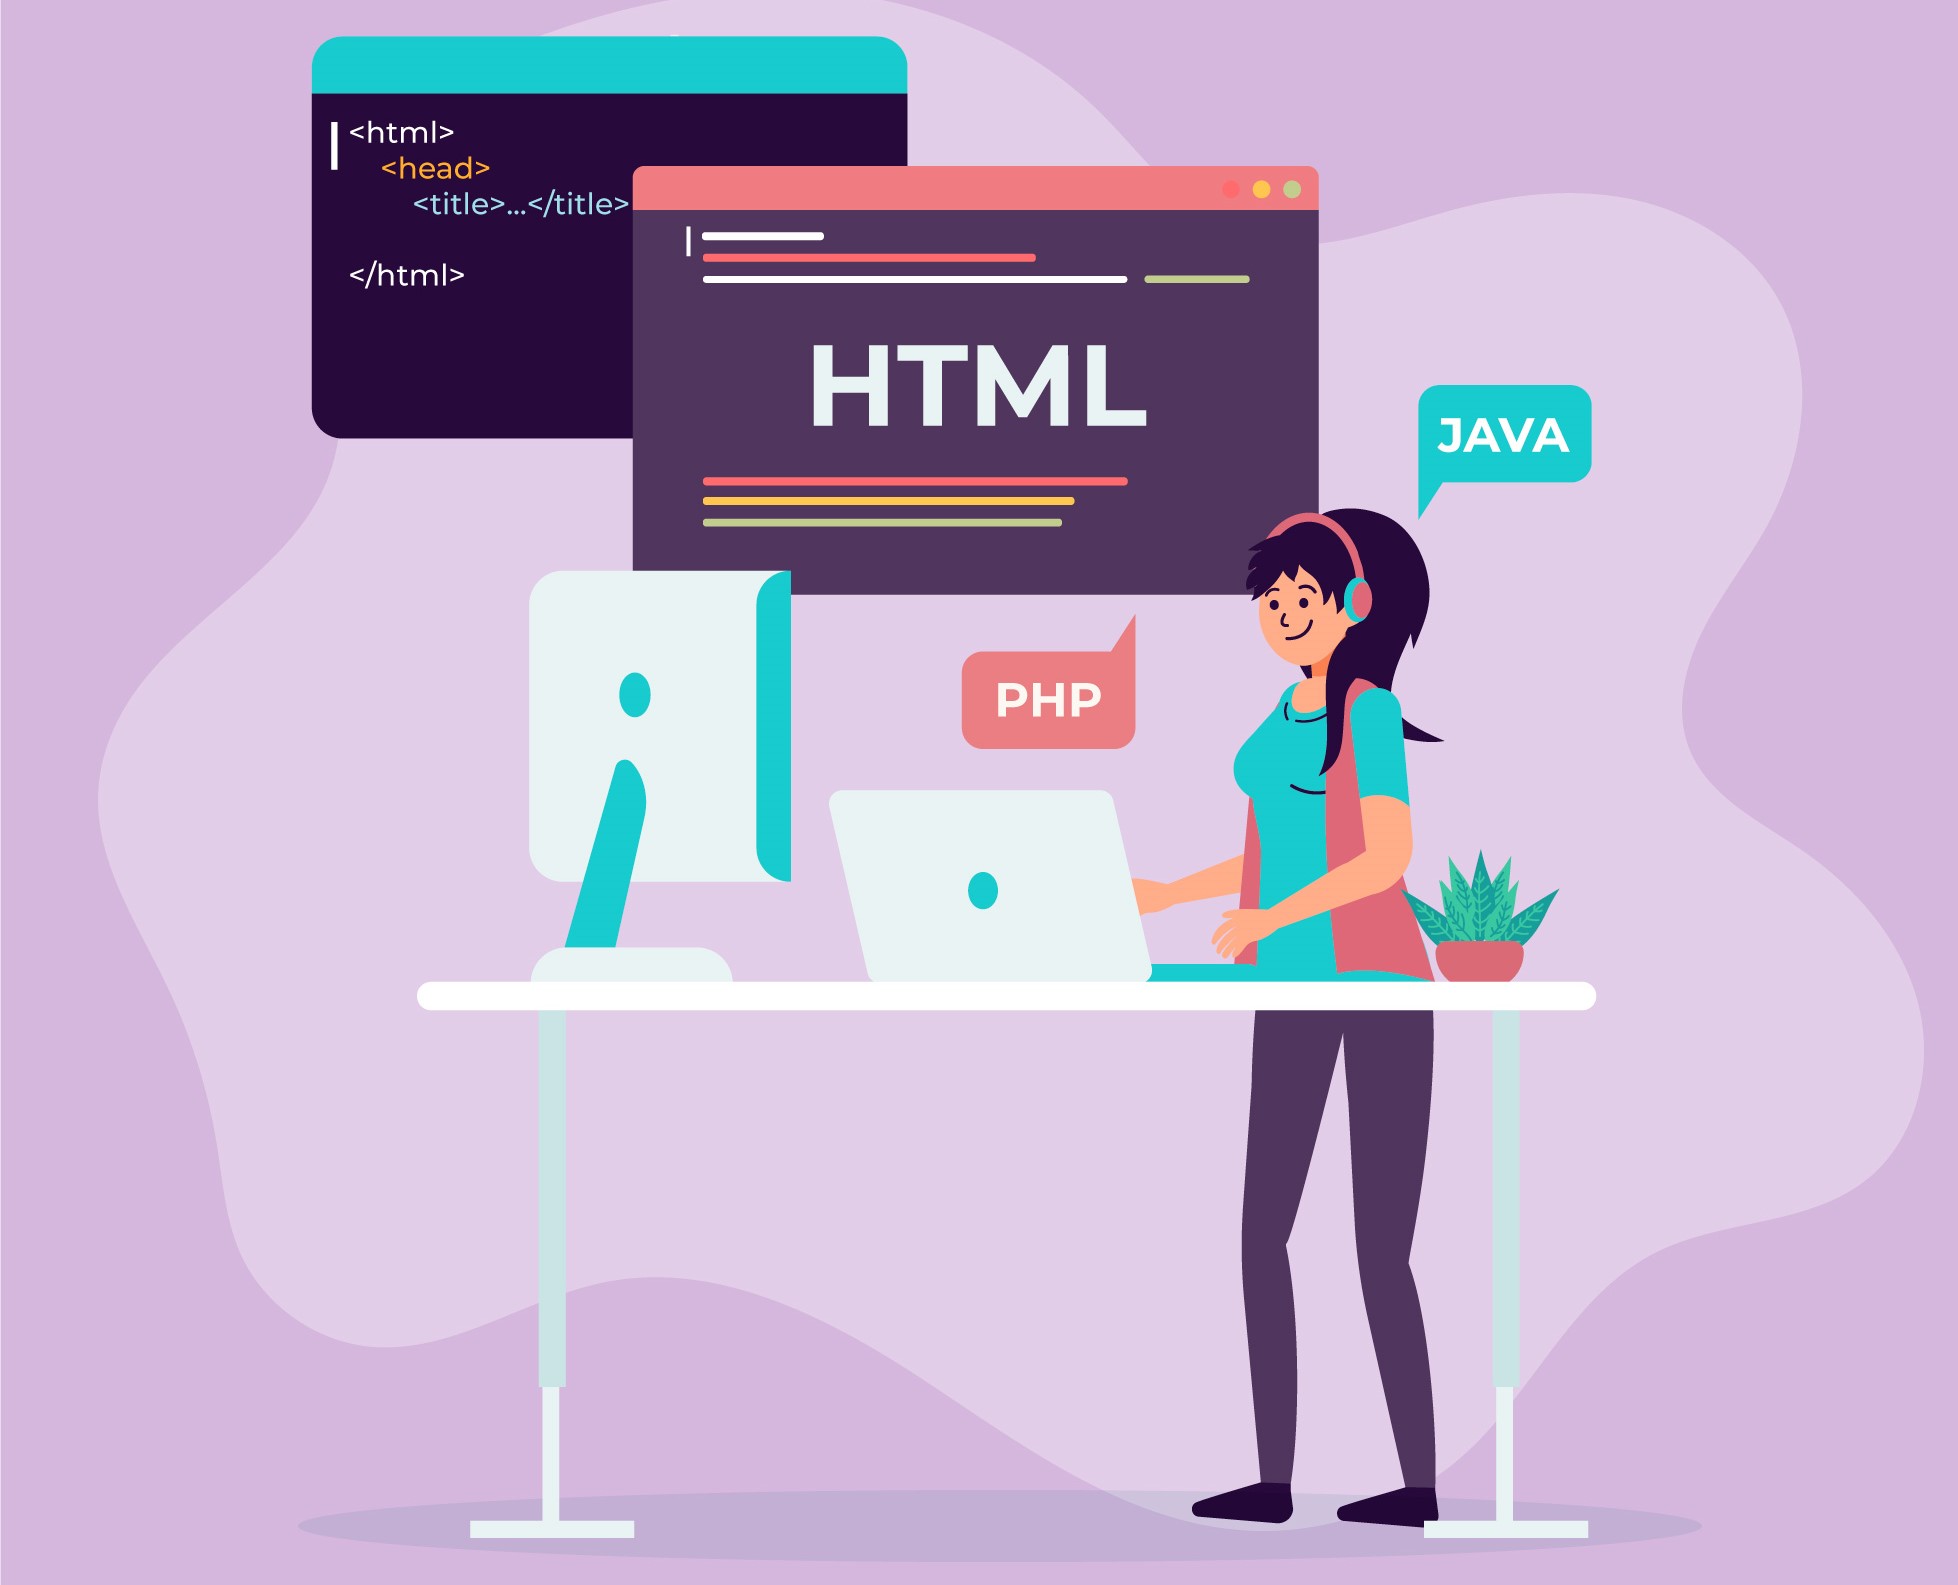 <html>
<head>
<title>...</title>
</html>
HTML
JAVA
PHP